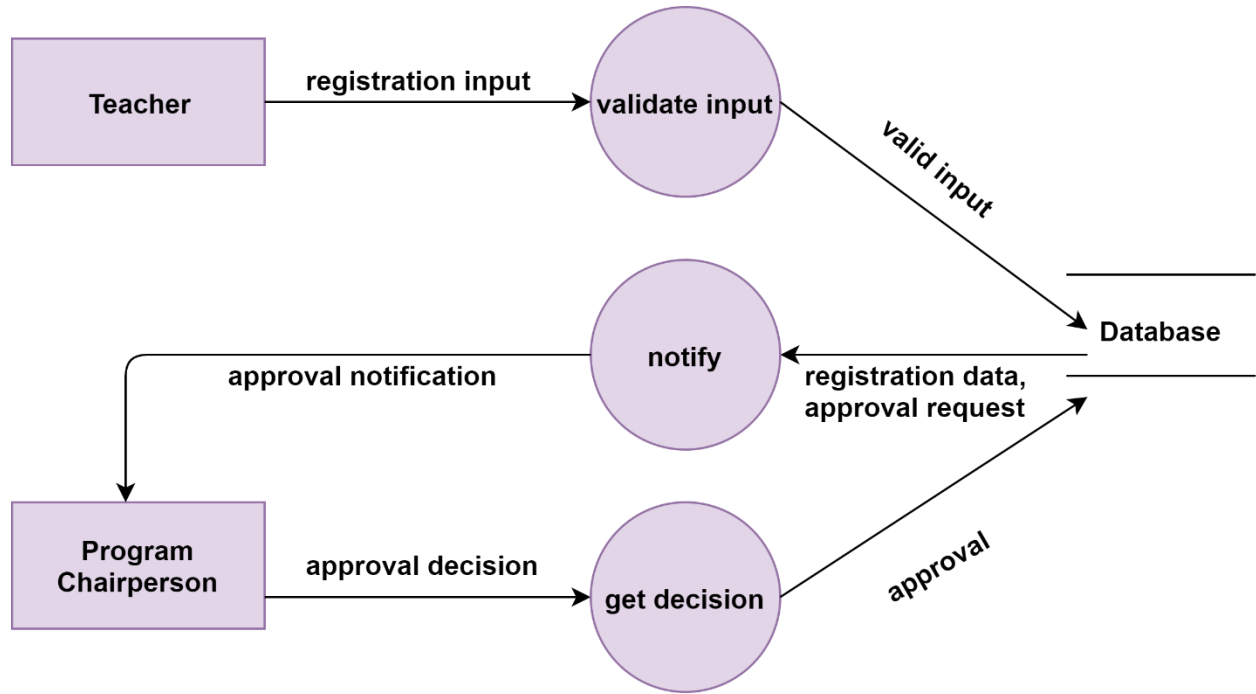 Teacher
registration input
validate input
valid input
Database
registration data,
approval request
notify
approval notification
Program
Chairperson
approval decision
get decision
approval